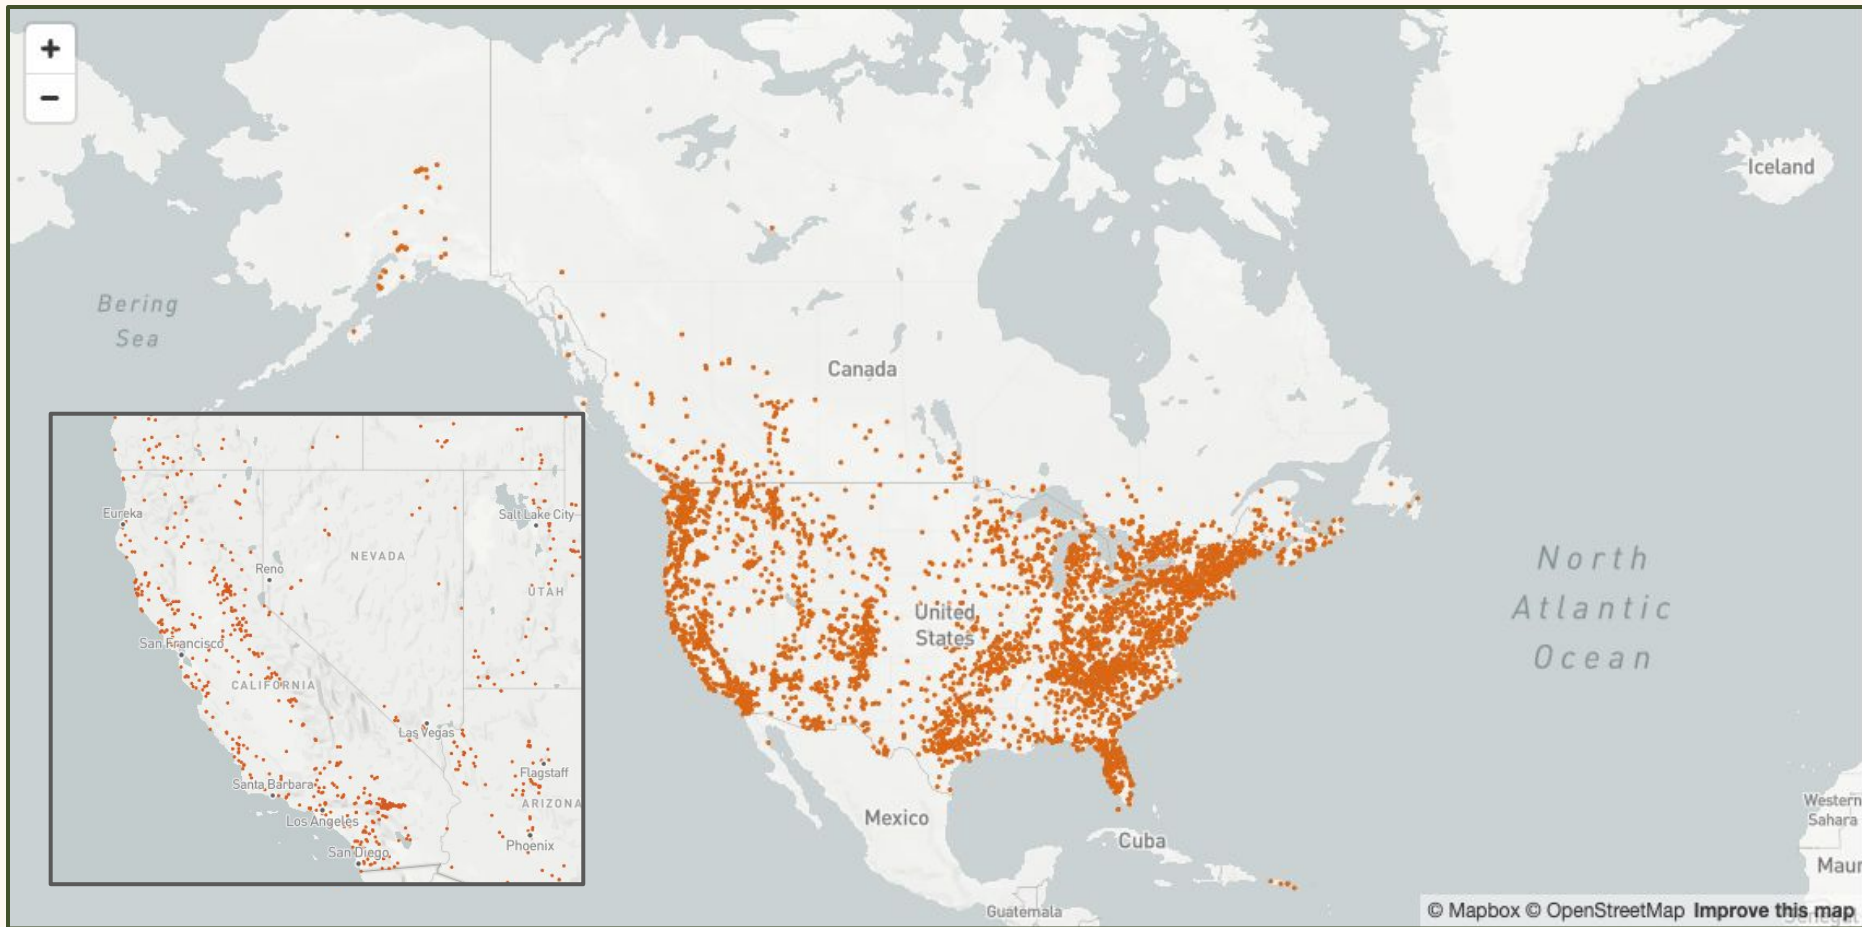 +
−
Iceland
Bering
Sea
Canada
Eureka
Salt Lake City
NEVADA
Reno
UTAH
San Francisco
CALIFORNIA
Las Vegas
Flagstaff
Santa Barbara
ARIZONA
Los Angeles
Phoenix
San Diego
United
States
North
Atlantic
Ocean
Mexico
Cuba
Guatemala
Western
Sahara
Maur
© Mapbox © OpenStreetMap Improve this map